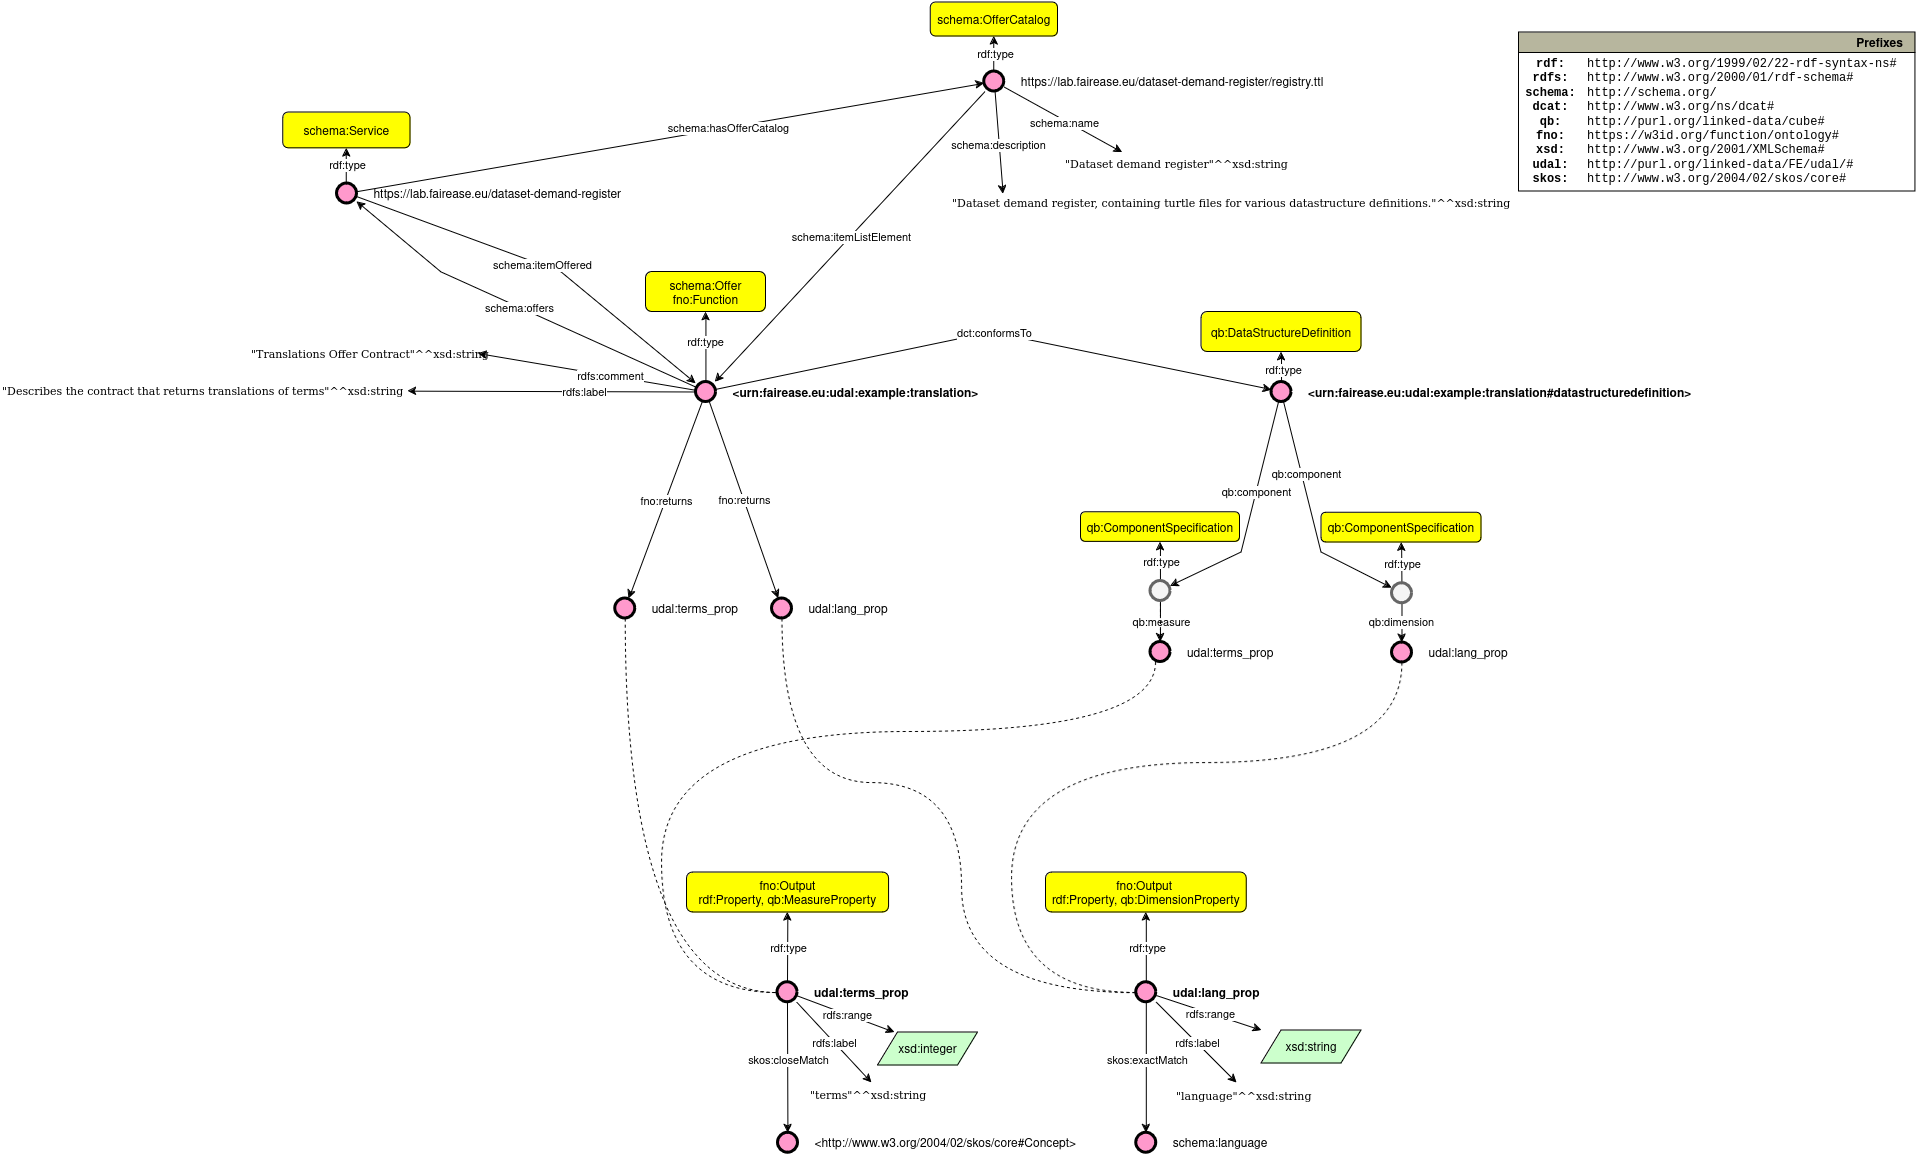 schema:OfferCatalog
rdf:type
https://lab.fairease.eu/dataset-demand-register/registry.ttl
Prefixes
rdf: http://www.w3.org/1999/02/22-rdf-syntax-ns#
rdfs: http://www.w3.org/2000/01/rdf-schema#
schema: http://schema.org/
dcat: http://www.w3.org/ns/dcat#
qb: http://purl.org/linked-data/cube#
fno: https://w3id.org/function/ontology#
xsd: http://www.w3.org/2001/XMLSchema#
udal: http://purl.org/linked-data/FE/udal/#
skos: http://www.w3.org/2004/02/skos/core#
schema:Service
schema:hasOfferCatalog
schema:name
schema:description
rdf:type
"Dataset demand register"^^xsd:string
https://lab.fairease.eu/dataset-demand-register
"Dataset demand register, containing turtle files for various datastructure definitions."^^xsd:string
schema:itemListElement
schema:itemOffered
schema:Offer
fno:Function
schema:offers
qb:DataStructureDefinition
dct:conformsTo
rdf:type
"Translations Offer Contract"^^xsd:string
rdf:type
rdfs:comment
"Describes the contract that returns translations of terms"^^xsd:string
rdfs:label
<urn:fairease.eu:udal:example:translation>
<urn:fairease.eu:udal:example:translation#datastructuredefinition>
qb:component
qb:component
fno:returns
fno:returns
qb:ComponentSpecification
qb:ComponentSpecification
rdf:type
rdf:type
udal:terms_prop
udal:lang_prop
qb:measure
qb:dimension
udal:terms_prop
udal:lang_prop
fno:Output
rdf:Property, qb:MeasureProperty
fno:Output
rdf:Property, qb:DimensionProperty
rdf:type
rdf:type
udal:terms_prop
udal:lang_prop
rdfs:range
rdfs:range
rdfs:label
xsd:integer
rdfs:label
xsd:string
skos:closeMatch
skos:exactMatch
"terms"^^xsd:string
"language"^^xsd:string
<http://www.w3.org/2004/02/skos/core#Concept>
schema:language